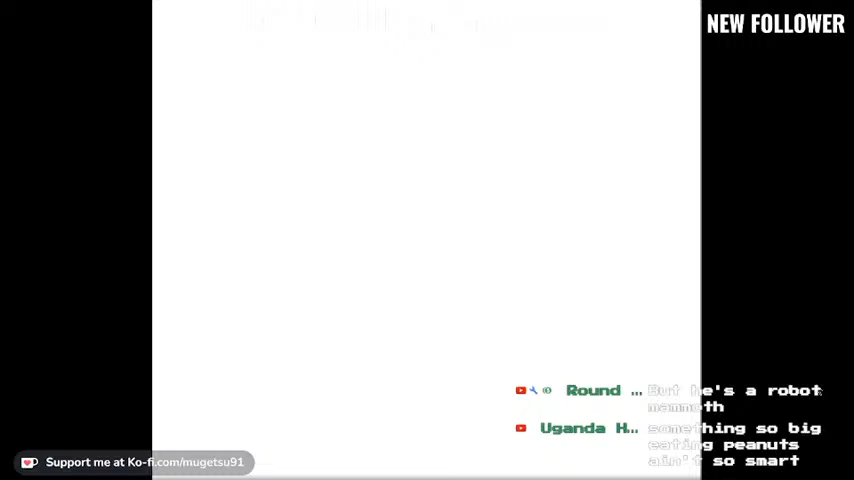 NEW FOLLOWER
Round ... But he's a robot
mammoth
Uganda H... something so big
eating peanuts
ain't so smart
Support me at Ko-fi.com/mugetsu91